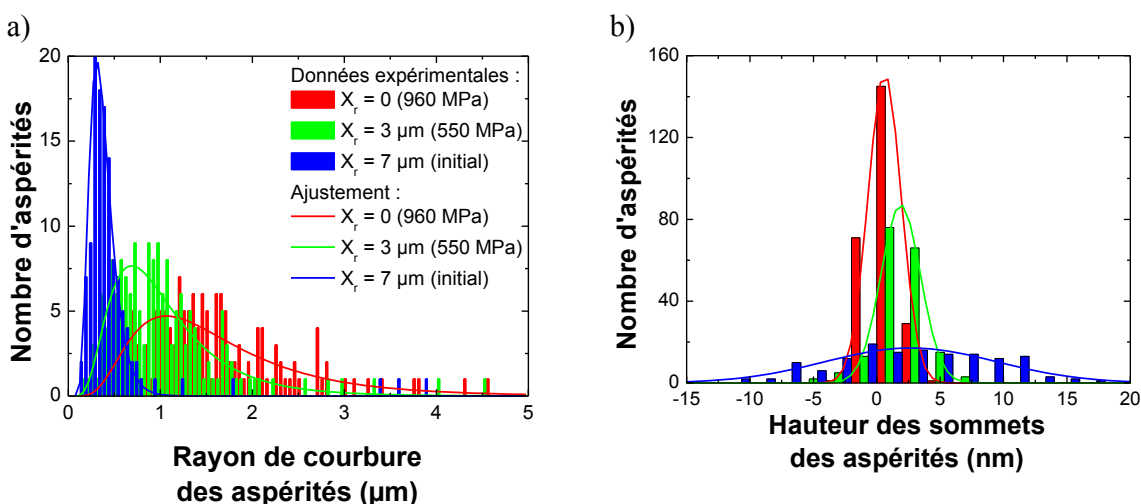 a)
20
15
10
5
0
0 1 2 3 4 5
Nombre d'aspérités
Rayon de courbure
des aspérités (µm)
Données expérimentales :
X_r = 0 (960 MPa)
X_r = 3 µm (550 MPa)
X_r = 7 µm (initial)
Ajustement :
X_r = 0 (960 MPa)
X_r = 3 µm (550 MPa)
X_r = 7 µm (initial)
b)
160
120
80
40
0
-15 -10 -5 0 5 10 15 20
Nombre d'aspérités
Hauteur des sommets
des aspérités (nm)